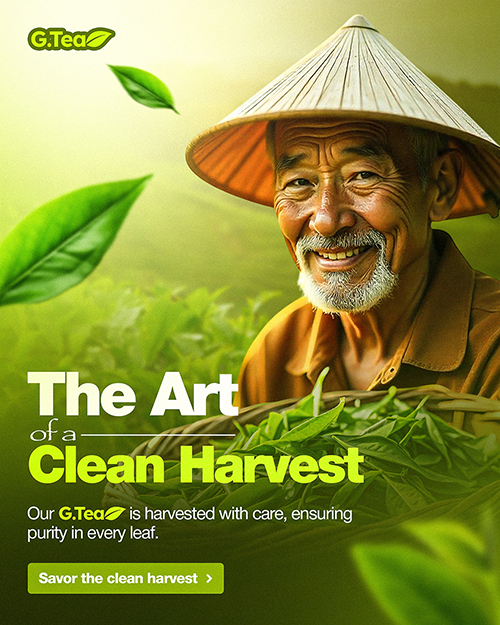 G.Tea
The Art
of a
Clean Harvest
Our G.Tea is harvested with care, ensuring
purity in every leaf.
Savor the clean harvest >